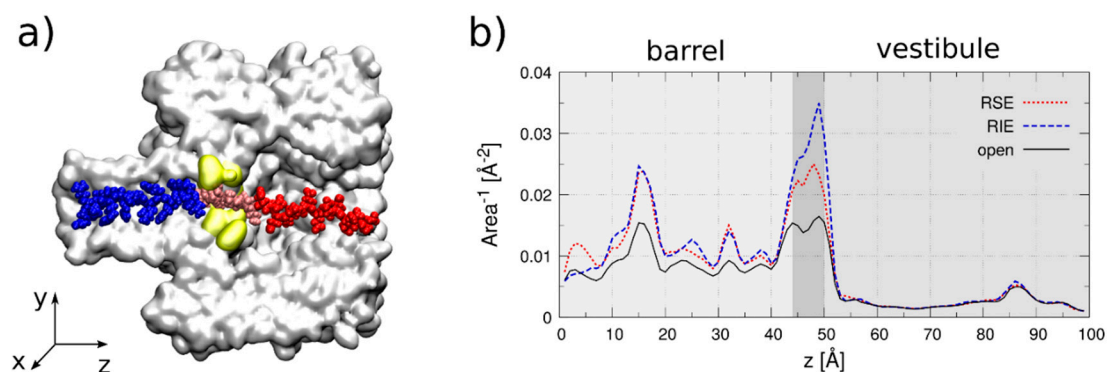 a)
y
x
z
b)
barrel vestibule
0.04
0.03
0.02
0.01
0
Area⁻¹ [Å⁻²]
RSE
RIE
open
0 10 20 30 40 50 60 70 80 90 100
z [Å]